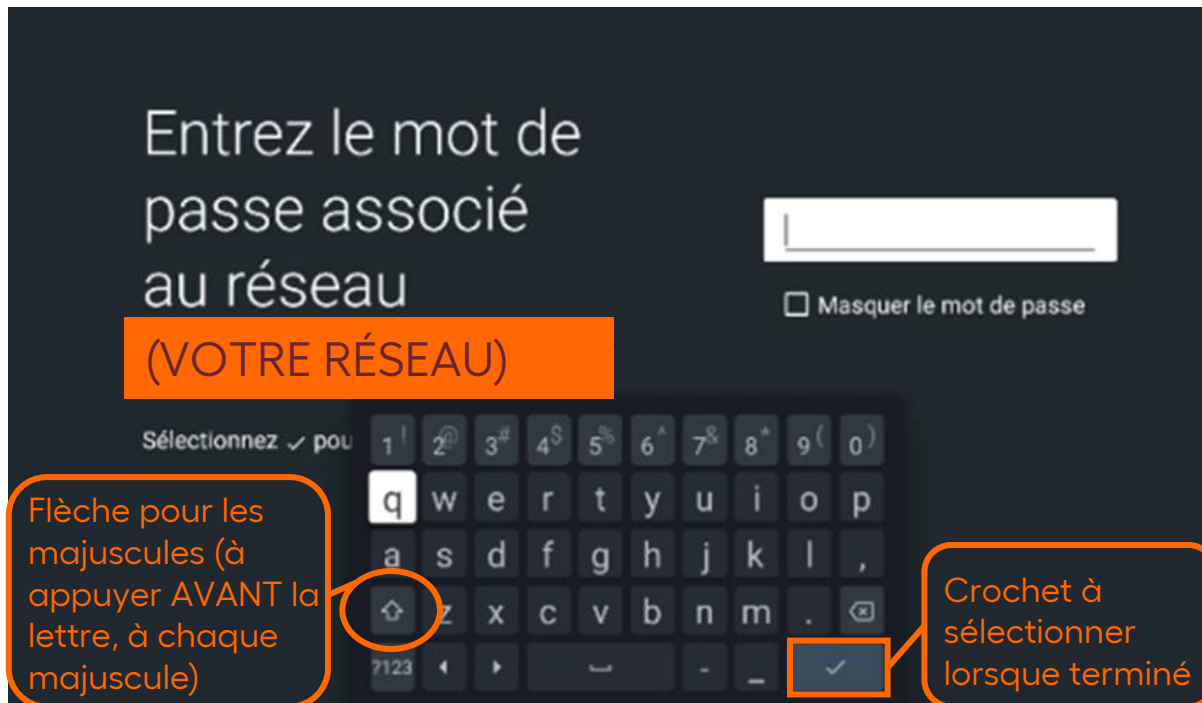 Entrez le mot de
passe associé
au réseau
(VOTRE RÉSEAU)
Masquer le mot de passe
Sélectionnez ✓ pou
1 ! 2 @ 3 # 4 $ 5 % 6 ^ 7 & 8 * 9 ( 0 )
q w e r t y u i o p
a s d f g h j k l ,
z x c v b n m .
?123 - _
Flèche pour les
majuscules (à
appuyer AVANT la
lettre, à chaque
majuscule)
Crochet à
sélectionner
lorsque terminé